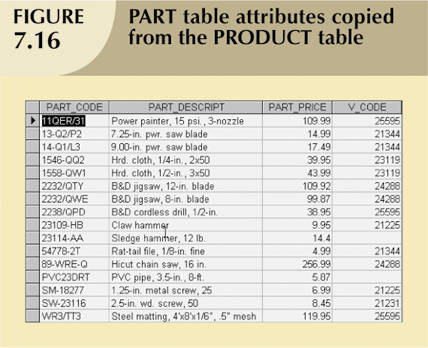 FIGURE 7.16
PART table attributes copied
from the PRODUCT table
PART_CODE PART_DESCRIPT PART_PRICE V_CODE
11QER/31 Power painter, 15 psi., 3-nozzle 109.99 25595
13-Q2/P2 7.25-in. pwr. saw blade 14.99 21344
14-Q1/L3 9.00-in. pwr. saw blade 17.49 21344
1546-QQ2 Hrd. cloth, 1/4-in., 2x50 39.95 23119
1558-QW1 Hrd. cloth, 1/2-in., 3x50 43.99 23119
2232/QTY B&D jigsaw, 12-in. blade 109.92 24288
2232/QWE B&D jigsaw, 8-in. blade 99.87 24288
2238/QPD B&D cordless drill, 1/2-in. 38.95 25595
23109-HB Claw hammer 9.95 21225
23114-AA Sledge hammer, 12 lb. 14.4
54778-2T Rat-tail file, 1/8-in. fine 4.99 21344
89-WRE-Q Hicut chain saw, 16 in. 256.99 24288
PVC23DRT PVC pipe, 3.5-in., 8-ft. 5.87
SM-18277 1.25-in. metal screw, 25 6.99 21225
SW-23116 2.5-in. wd. screw, 50 8.45 21231
WR3/TT3 Steel matting, 4'x8'x1/6", .5" mesh 119.95 25595